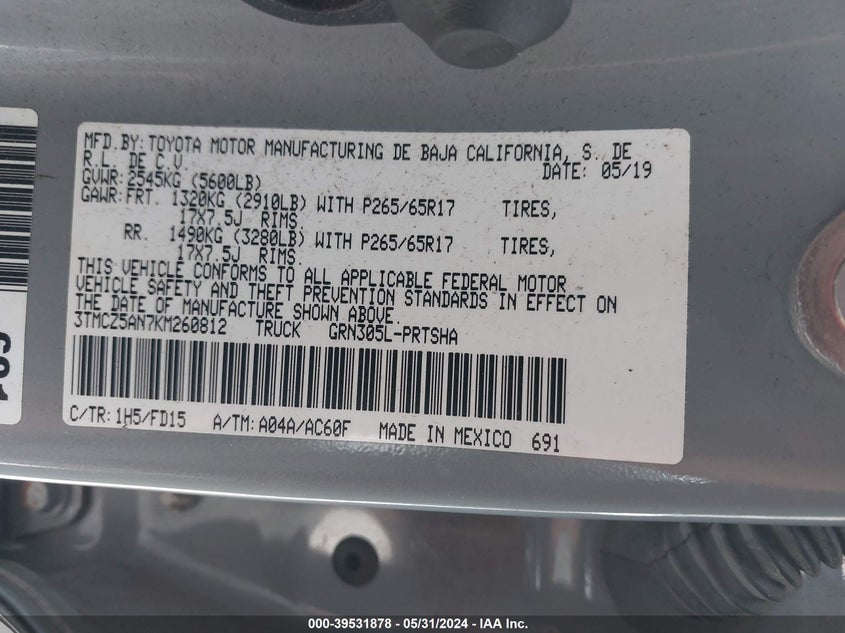 MFD.BY:TOYOTA MOTOR MANUFACTURING DE BAJA CALIFORNIA, S. DE
R.L. DE C.V.
DATE: 05/19
GVWR:2545KG (5600LB)
GAWR:FRT. 1320KG (2910LB) WITH P265/65R17 TIRES,
17X7.5J RIMS
RR. 1490KG (3280LB) WITH P265/65R17 TIRES,
17X7.5J RIMS
THIS VEHICLE CONFORMS TO ALL APPLICABLE FEDERAL MOTOR
VEHICLE SAFETY AND THEFT PREVENTION STANDARDS IN EFFECT ON
THE DATE OF MANUFACTURE SHOWN ABOVE.
3TMCZ5AN7KM260812 TRUCK GRN305L-PRTSHA
C/TR:1H5/FD15 A/TM:A04A/AC60F MADE IN MEXICO 691
691
000-39531878 - 05/31/2024 - IAA Inc.